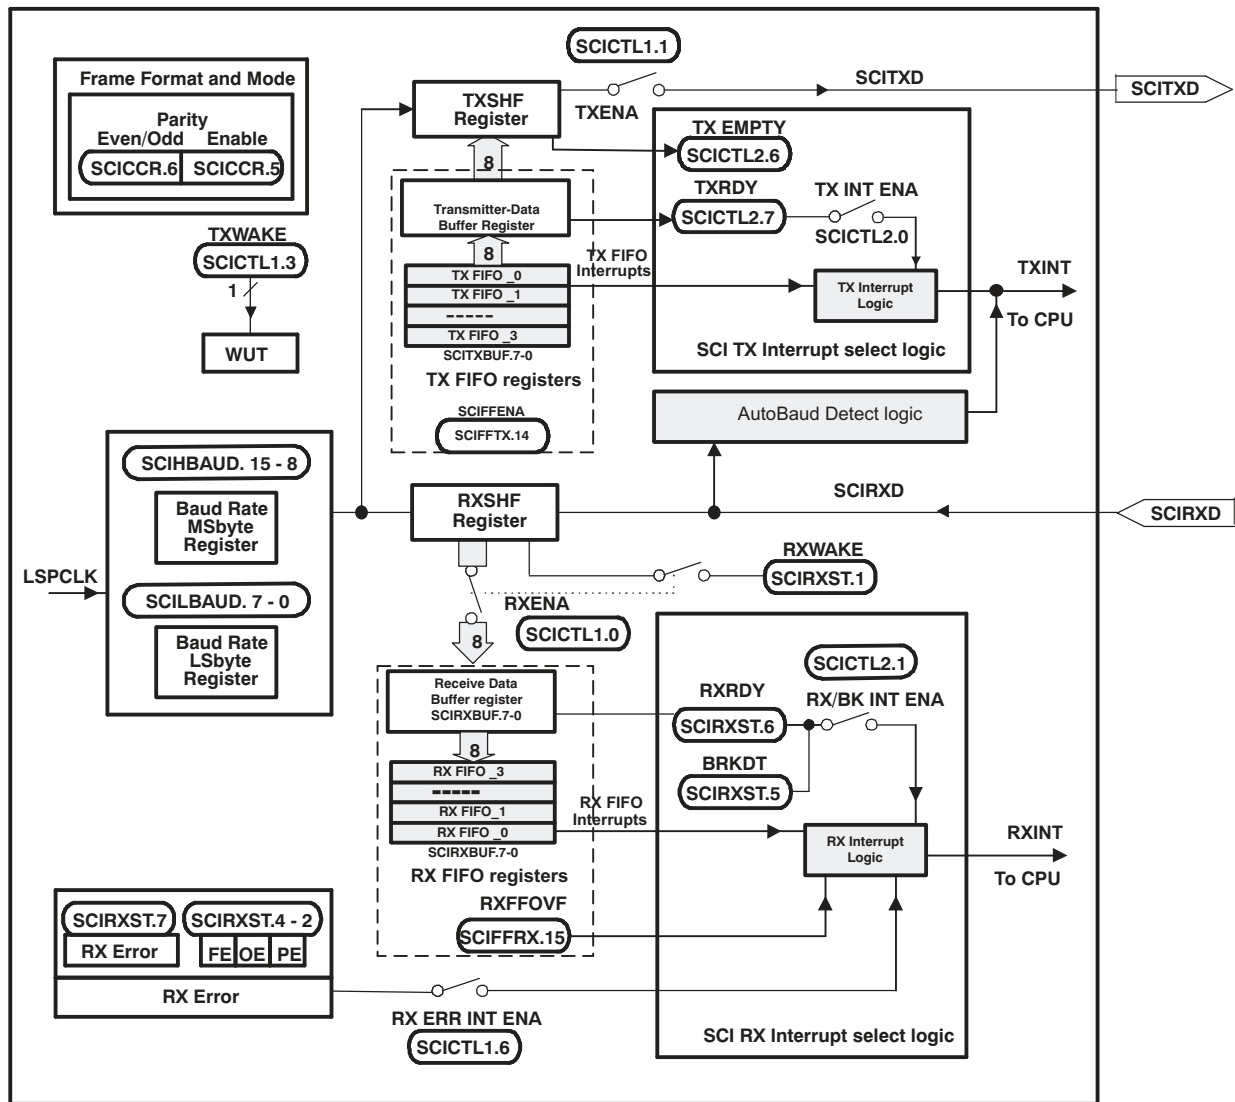 SCICTL1.1
Frame Format and Mode
Parity
Even/Odd Enable
SCICCR.6 SCICCR.5
TXSHF
Register
TXENA
SCITXD
SCITXD
TX EMPTY
SCICTL2.6
8
Transmitter-Data
Buffer Register
TXRDY
SCICTL2.7
TX INT ENA
SCICTL2.0
TXWAKE
SCICTL1.3
1
WUT
8
TX FIFO _0
TX FIFO _1
-----
TX FIFO _3
SCITXBUF.7-0
TX FIFO registers
SCIFFENA
SCIFFTX.14
TX FIFO
Interrupts
TX Interrupt
Logic
TXINT
To CPU
SCI TX Interrupt select logic
AutoBaud Detect logic
SCIHBAUD. 15 - 8
Baud Rate
MSbyte
Register
LSPCLK
SCILBAUD. 7 - 0
Baud Rate
LSbyte
Register
RXSHF
Register
SCIRXD
SCIRXD
RXWAKE
SCIRXST.1
RXENA
SCICTL1.0
8
Receive Data
Buffer register
SCIRXBUF.7-0
8
RX FIFO _3
-----
RX FIFO_1
RX FIFO _0
SCIRXBUF.7-0
RX FIFO registers
RXFFOVF
SCIFFRX.15
SCICTL2.1
RXRDY
RX/BK INT ENA
SCIRXST.6
BRKDT
SCIRXST.5
RX FIFO
Interrupts
RX Interrupt
Logic
RXINT
To CPU
SCIRXST.7 SCIRXST.4 - 2
RX Error FE OE PE
RX Error
RX ERR INT ENA
SCICTL1.6
SCI RX Interrupt select logic